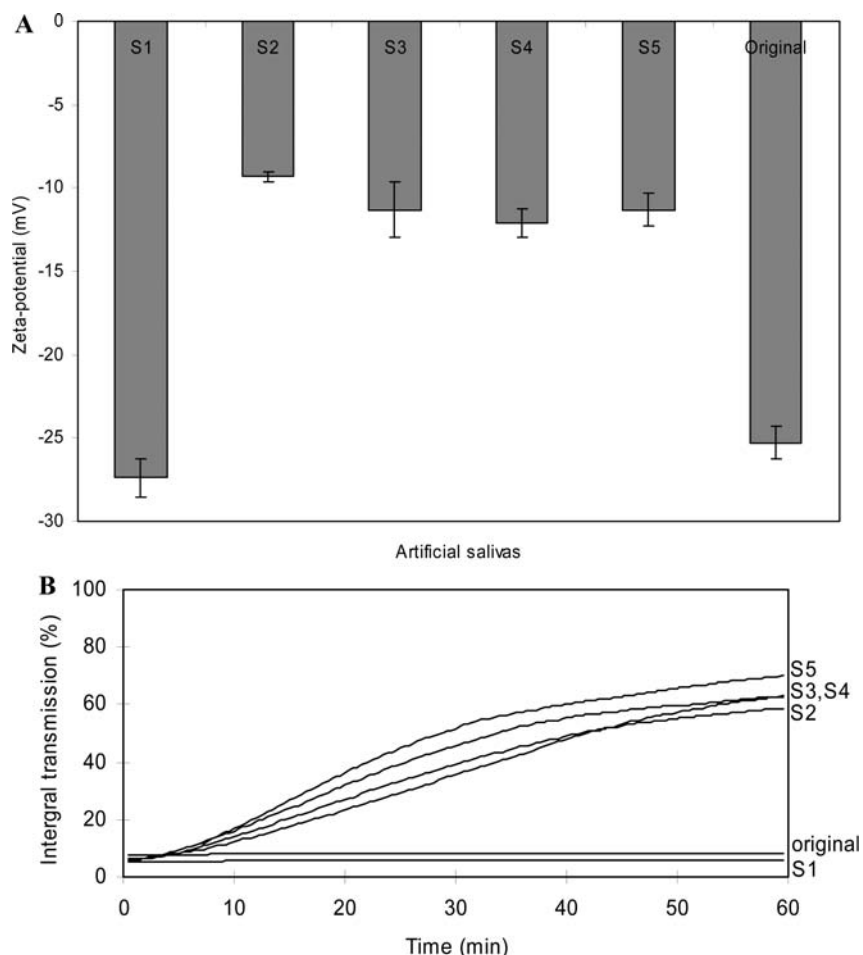 A
0
-5
-10
-15
-20
-25
-30
Zeta-potential (mV)
S1 S2 S3 S4 S5 Original
Artificial salivas
B
100
80
60
40
20
0
Intergral transmission (%)
S5
S3,S4
S2
original
S1
0 10 20 30 40 50 60
Time (min)